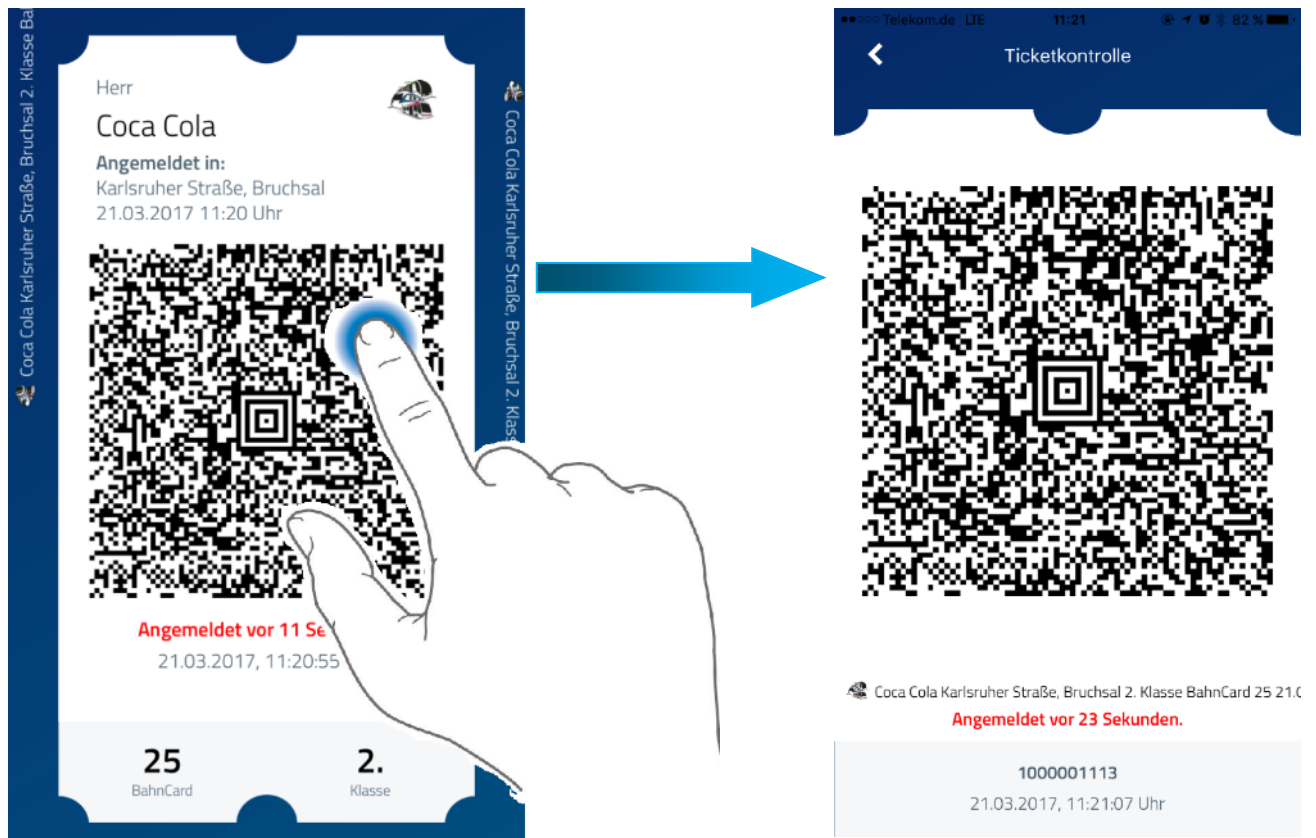 Coca Cola Karlsruher Straße, Bruchsal 2. Klasse
Herr
Coca Cola
Angemeldet in:
Karlsruher Straße, Bruchsal
21.03.2017 11:20 Uhr
Angemeldet vor 11
21.03.2017, 11:20:55
25
BahnCard
2.
Klasse
Coca Cola Karlsruher Straße, Bruchsal 2. Klass
Telekom.de LTE 11:21 82 %
Ticketkontrolle
Coca Cola Karlsruher Straße, Bruchsal 2. Klasse BahnCard 25 21.0
Angemeldet vor 23 Sekunden.
1000001113
21.03.2017, 11:21:07 Uhr